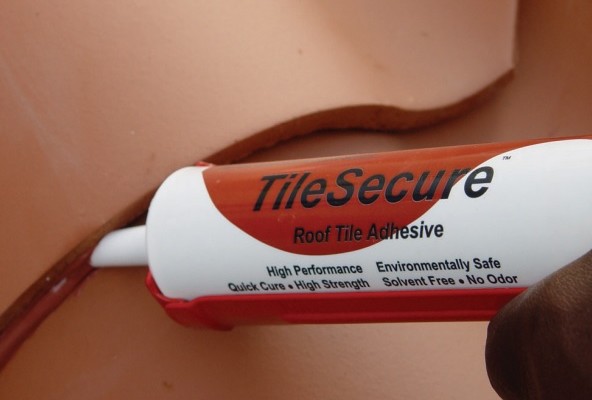 TileSecure™
Roof Tile Adhesive
High Performance Environmentally Safe
Quick Cure • High Strength Solvent Free • No Odor